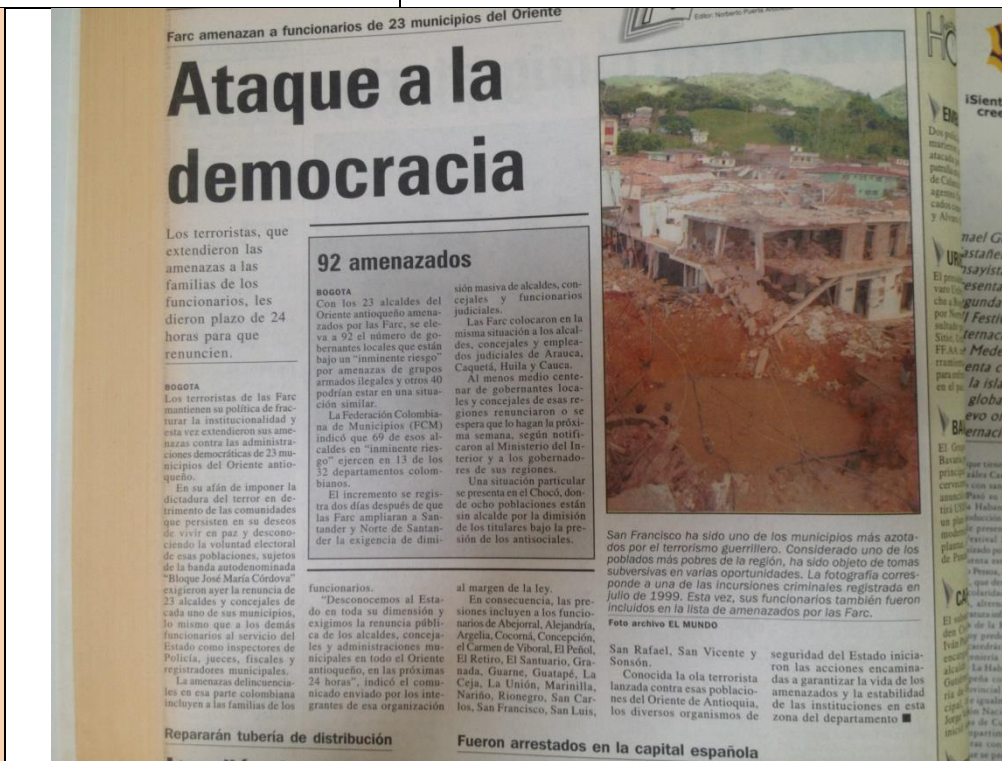 Farc amenazan a funcionarios de 23 municipios del Oriente
Ataque a la
democracia
Los terroristas, que
extendieron las
amenazas a las
familias de los
funcionarios, les
dieron plazo de 24
horas para que
renuncien.
BOGOTA
Los terroristas de las Farc
mantienen su política de frac-
turar la institucionalidad y
esta vez extendieron sus ame-
nazas contra las administra-
ciones democráticas de 23 mu-
nicipios del Oriente antio-
queño.
En su afán de imponer la
dictadura del terror en de-
trimento de las comunidades
que persisten en su deseos
de vivir en paz y descono-
ciendo la voluntad electoral
de esas poblaciones, sujetos
de la banda autodenominada
"Bloque José María Córdova"
exigieron ayer la renuncia de
23 alcaldes y concejales de
cada uno de sus municipios,
lo mismo que a los demás
funcionarios al servicio del
Estado como inspectores de
Policía, jueces, fiscales y
registradores municipales.
La amenazas delincuencia-
les en esa parte colombiana
incluyen a las familias de los
funcionarios.
"Desconocemos al Esta-
do en toda su dimensión y
exigimos la renuncia públi-
ca de los alcaldes, conceja-
les y administraciones mu-
nicipales en todo el Oriente
antioqueño, en las próximas
24 horas", indicó el comu-
nicado enviado por los inte-
grantes de esa organización
al margen de la ley.
En consecuencia, las pre-
siones incluyen a los funcio-
narios de Abejorral, Alejandría,
Argelia, Cocorná, Concepción,
el Carmen de Viboral, El Peñol,
El Retiro, El Santuario, Gra-
nada, Guarne, Guatapé, La
Ceja, La Unión, Marinilla,
Nariño, Rionegro, San Car-
los, San Francisco, San Luis,
San Rafael, San Vicente y
Sonsón.
Conocida la ola terrorista
lanzada contra esas poblacio-
nes del Oriente de Antioquia,
los diversos organismos de
seguridad del Estado inicia-
ron las acciones encamina-
das a garantizar la vida de los
amenazados y la estabilidad
de las instituciones en esta
zona del departamento
92 amenazados
BOGOTA
Con los 23 alcaldes del
Oriente antioqueño amena-
zados por las Farc, se ele-
va a 92 el número de go-
bernantes locales que están
bajo un "inminente riesgo"
por amenazas de grupos
armados ilegales y otros 40
podrían estar en una situa-
ción similar.
La Federación Colombia-
na de Municipios (FCM)
indicó que 69 de esos al-
caldes en "inminente ries-
go" ejercen en 13 de los
32 departamentos colom-
bianos.
El incremento se regis-
tra dos días después de que
las Farc ampliaran a San-
tander y Norte de Santan-
der la exigencia de dimi-
sión masiva de alcaldes, con-
cejales y funcionarios
judiciales.
Las Farc colocaron en la
misma situación a los alcal-
des, concejales y emplea-
dos judiciales de Arauca,
Caquetá, Huila y Cauca.
Al menos medio cente-
nar de gobernantes loca-
les y concejales de esas re-
giones renunciaron o se
espera que lo hagan la próxi-
ma semana, según notifi-
caron al Ministerio del In-
terior y a los gobernado-
res de sus regiones.
Una situación particular
se presenta en el Chocó, don-
de ocho poblaciones están
sin alcalde por la dimisión
de los titulares bajo la pre-
sión de los antisociales.
San Francisco ha sido uno de los municipios más azota-
dos por el terrorismo guerrillero. Considerado uno de los
poblados más pobres de la región, ha sido objeto de tomas
subversivas en varias oportunidades. La fotografía corres-
ponde a una de las incursiones criminales registrada en
julio de 1999. Esta vez, sus funcionarios también fueron
incluidos en la lista de amenazados por las Farc.
Foto archivo EL MUNDO
Repararán tubería de distribución
Fueron arrestados en la capital española